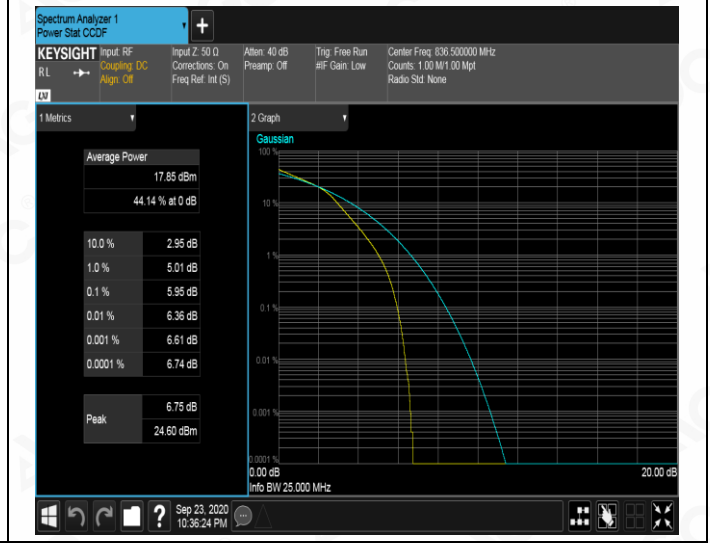 Spectrum Analyzer 1
Power Stat CCDF
+
KEYSIGHT
RL
LXI
Input: RF
Coupling: DC
Align: Off
Input Z: 50 Ω
Corrections: On
Freq Ref: Int (S)
Atten: 40 dB
Preamp: Off
Trig: Free Run
#IF Gain: Low
Center Freq: 836.500000 MHz
Counts: 1.00 M/1.00 Mpt
Radio Std: None
1 Metrics
Average Power
17.85 dBm
44.14 % at 0 dB
10.0 % 2.95 dB
1.0 % 5.01 dB
0.1 % 5.95 dB
0.01 % 6.36 dB
0.001 % 6.61 dB
0.0001 % 6.74 dB
Peak
6.75 dB
24.60 dBm
2 Graph
Gaussian
100 %
10 %
1 %
0.1 %
0.01 %
0.001 %
0.0001 %
0.00 dB 20.00 dB
Info BW 25.000 MHz
?
Sep 23, 2020
10:36:24 PM